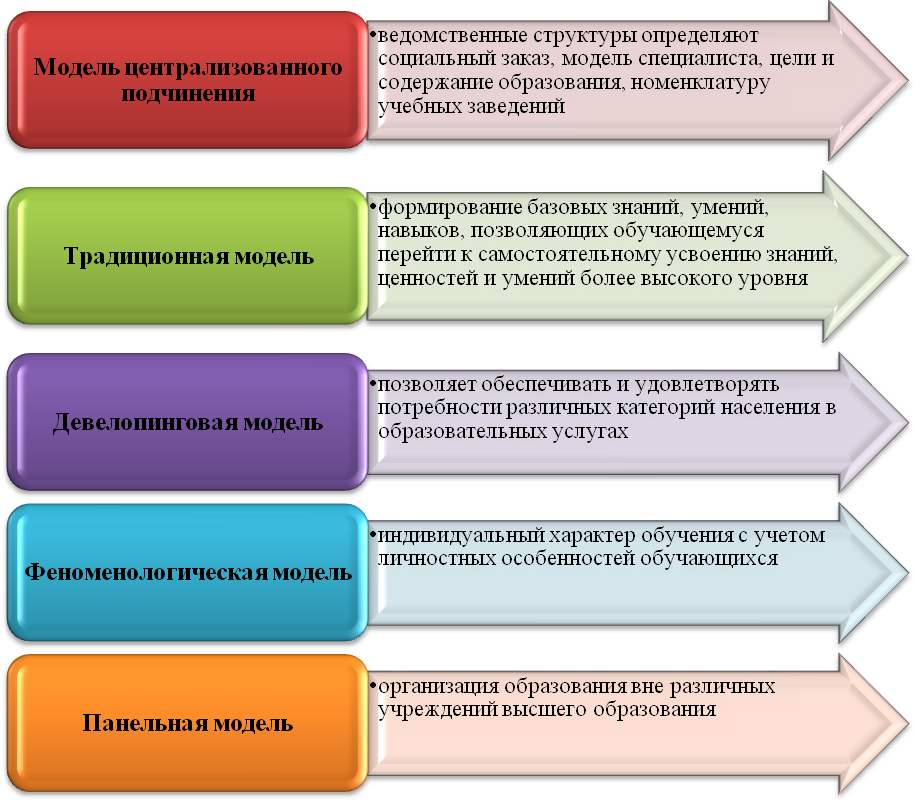 Модель централизованного
подчинения
•ведомственные структуры определяют
социальный заказ, модель специалиста, цели и
содержание образования, номенклатуру
учебных заведений
Традиционная модель
•формирование базовых знаний, умений,
навыков, позволяющих обучающемуся
перейти к самостоятельному усвоению знаний,
ценностей и умений более высокого уровня
Девелопинговая модель
•позволяет обеспечивать и удовлетворять
потребности различных категорий населения в
образовательных услугах
Феноменологическая модель
•индивидуальный характер обучения с учетом
личностных особенностей обучающихся
Панельная модель
•организация образования вне различных
учреждений высшего образования